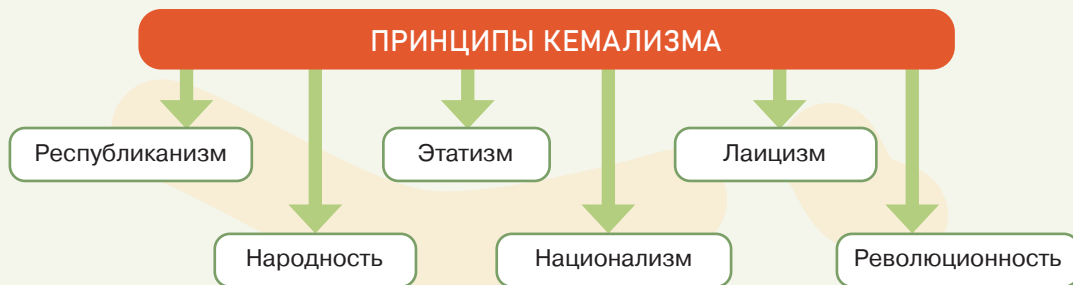 ПРИНЦИПЫ КЕМАЛИЗМА
Республиканизм
Этатизм
Лаицизм
Народность
Национализм
Революционность